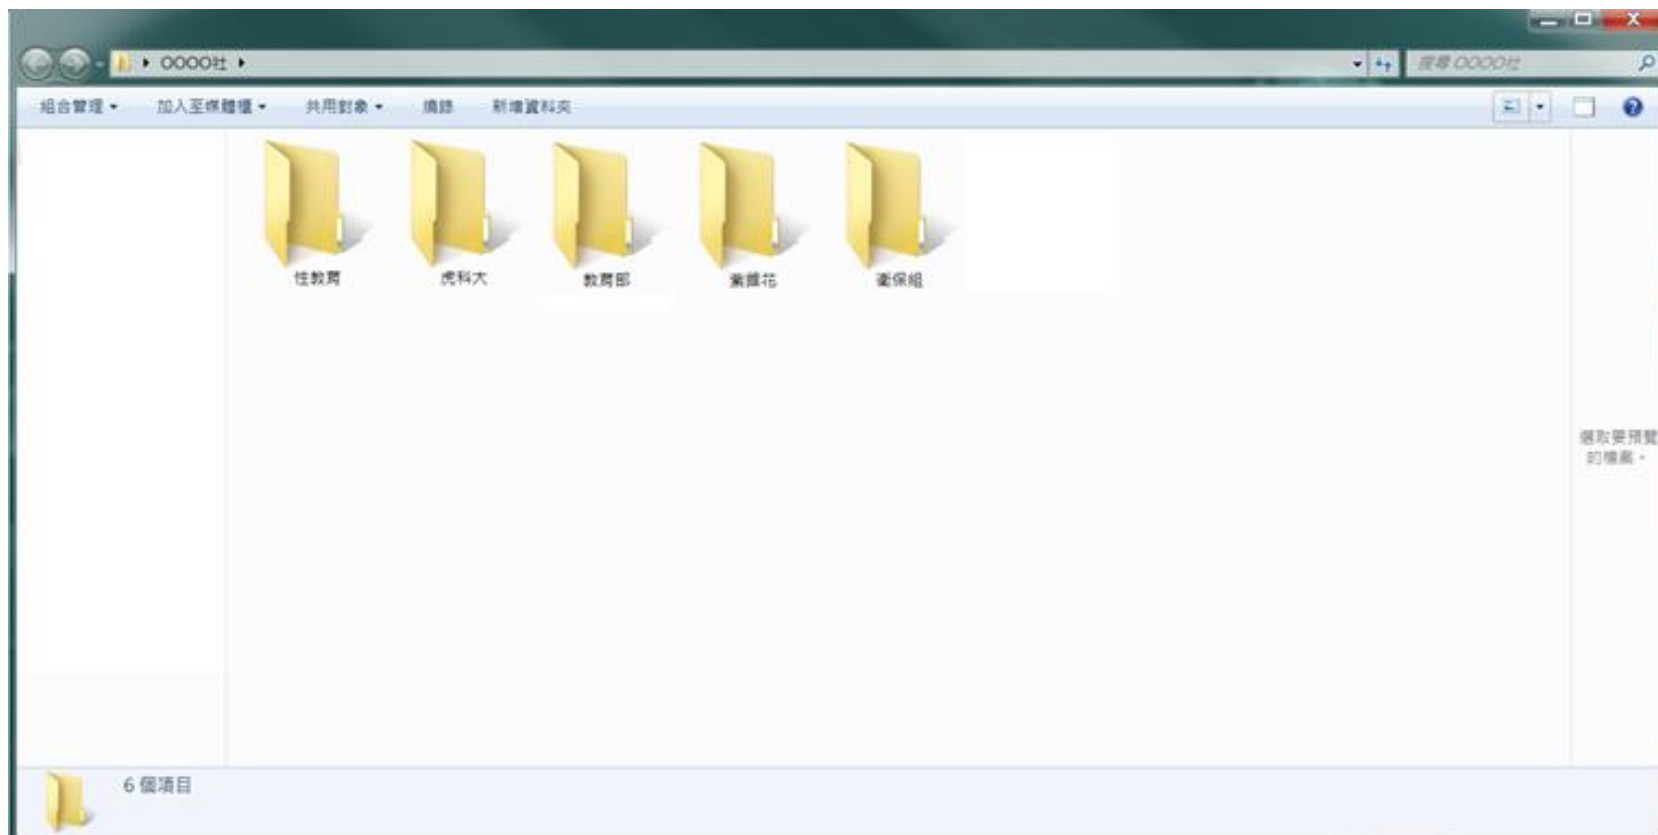 OOOO社
搜尋 OOOO社
組合管理
加入至媒體櫃
共用對象
燒錄
新增資料夾
性教育
虎科大
教育部
紫錐花
衛保組
選取要預覽
的檔案。
6 個項目